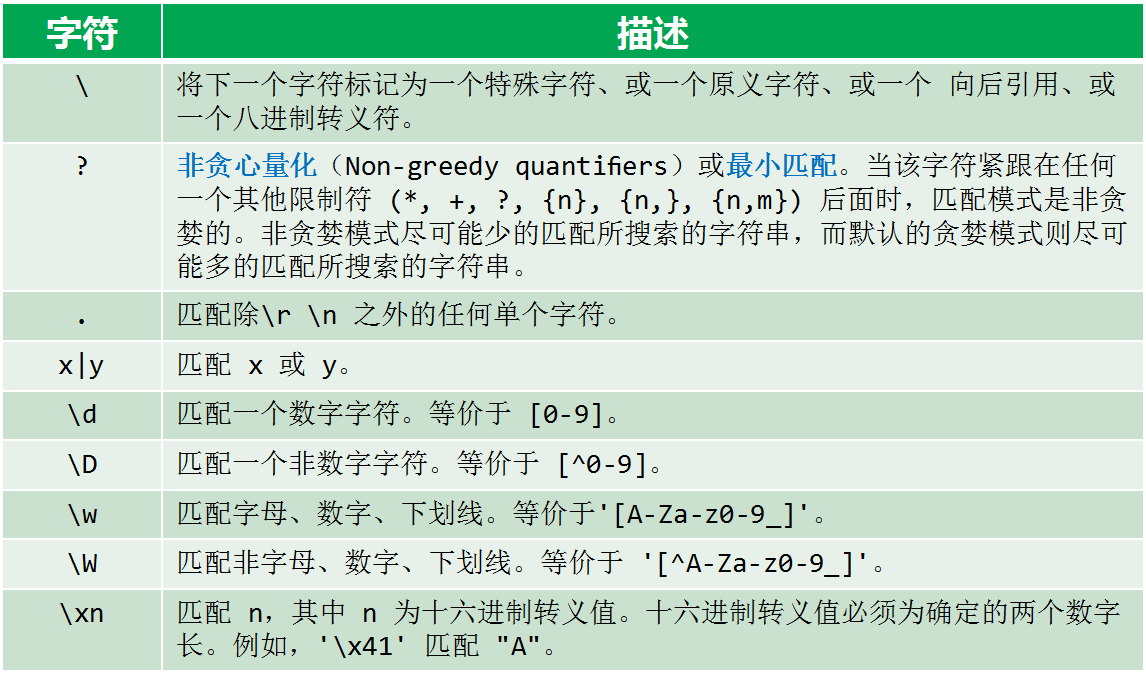 字符 描述
\ 将下一个字符标记为一个特殊字符、或一个原义字符、或一个 向后引用、或
一个八进制转义符。
? 非贪心量化（Non-greedy quantifiers）或最小匹配。当该字符紧跟在任何
一个其他限制符 (*, +, ?, {n}, {n,}, {n,m}) 后面时，匹配模式是非贪
婪的。非贪婪模式尽可能少的匹配所搜索的字符串，而默认的贪婪模式则尽可
能多的匹配所搜索的字符串。
. 匹配除\r \n 之外的任何单个字符。
x|y 匹配 x 或 y。
\d 匹配一个数字字符。等价于 [0-9]。
\D 匹配一个非数字字符。等价于 [^0-9]。
\w 匹配字母、数字、下划线。等价于'[A-Za-z0-9_]'。
\W 匹配非字母、数字、下划线。等价于 '[^A-Za-z0-9_]'。
\xn 匹配 n，其中 n 为十六进制转义值。十六进制转义值必须为确定的两个数字
长。例如，'\x41' 匹配 "A"。